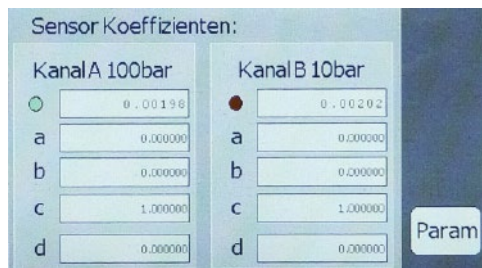 Sensor Koeffizienten:
Kanal A 100bar Kanal B 10bar
0.00198 0.00202
a 0.000000 a 0.000000
b 0.000000 b 0.000000
c 1.000000 c 1.000000
Param
d 0.000000 d 0.000000